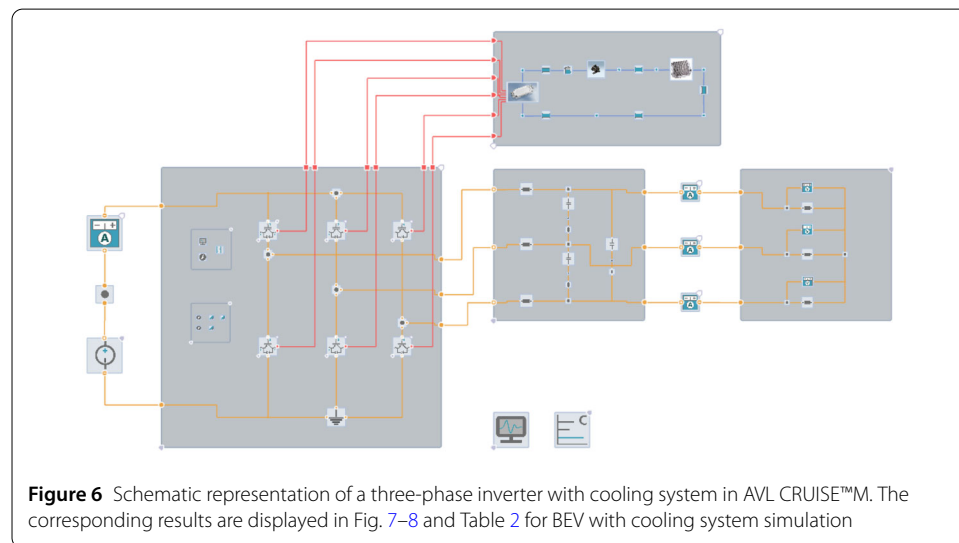 A
A
A
A
C
Figure 6 Schematic representation of a three-phase inverter with cooling system in AVL CRUISE™M. The
corresponding results are displayed in Fig. 7–8 and Table 2 for BEV with cooling system simulation